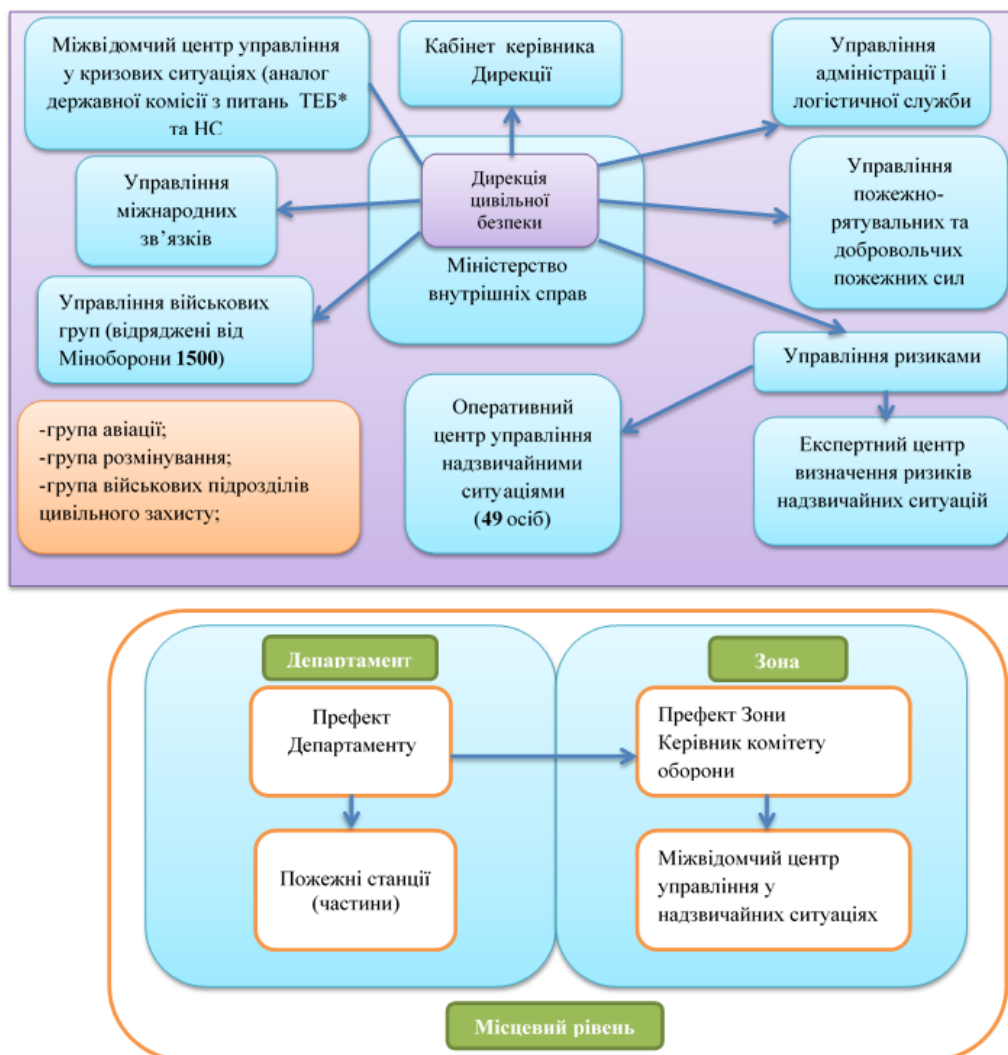 Міжвідомчий центр управління
у кризових ситуаціях (аналог
державної комісії з питань ТЕБ*
та НС
Кабінет керівника
Дирекції
Управління
адміністрації і
логістичної служби
Управління
міжнародних
зв’язків
Дирекція
цивільної
безпеки
Міністерство
внутрішніх справ
Управління
пожежно-
рятувальних та
добровольчих
пожежних сил
Управління військових
груп (відряджені від
Міноборони 1500)
Управління ризиками
-група авіації;
-група розмінування;
-група військових підрозділів
цивільного захисту;
Оперативний
центр управління
надзвичайними
ситуаціями
(49 осіб)
Експертний центр
визначення ризиків
надзвичайних ситуацій
Департамент
Префект
Департаменту
Пожежні станції
(частини)
Зона
Префект Зони
Керівник комітету
оборони
Міжвідомчий центр
управління у
надзвичайних ситуаціях
Місцевий рівень